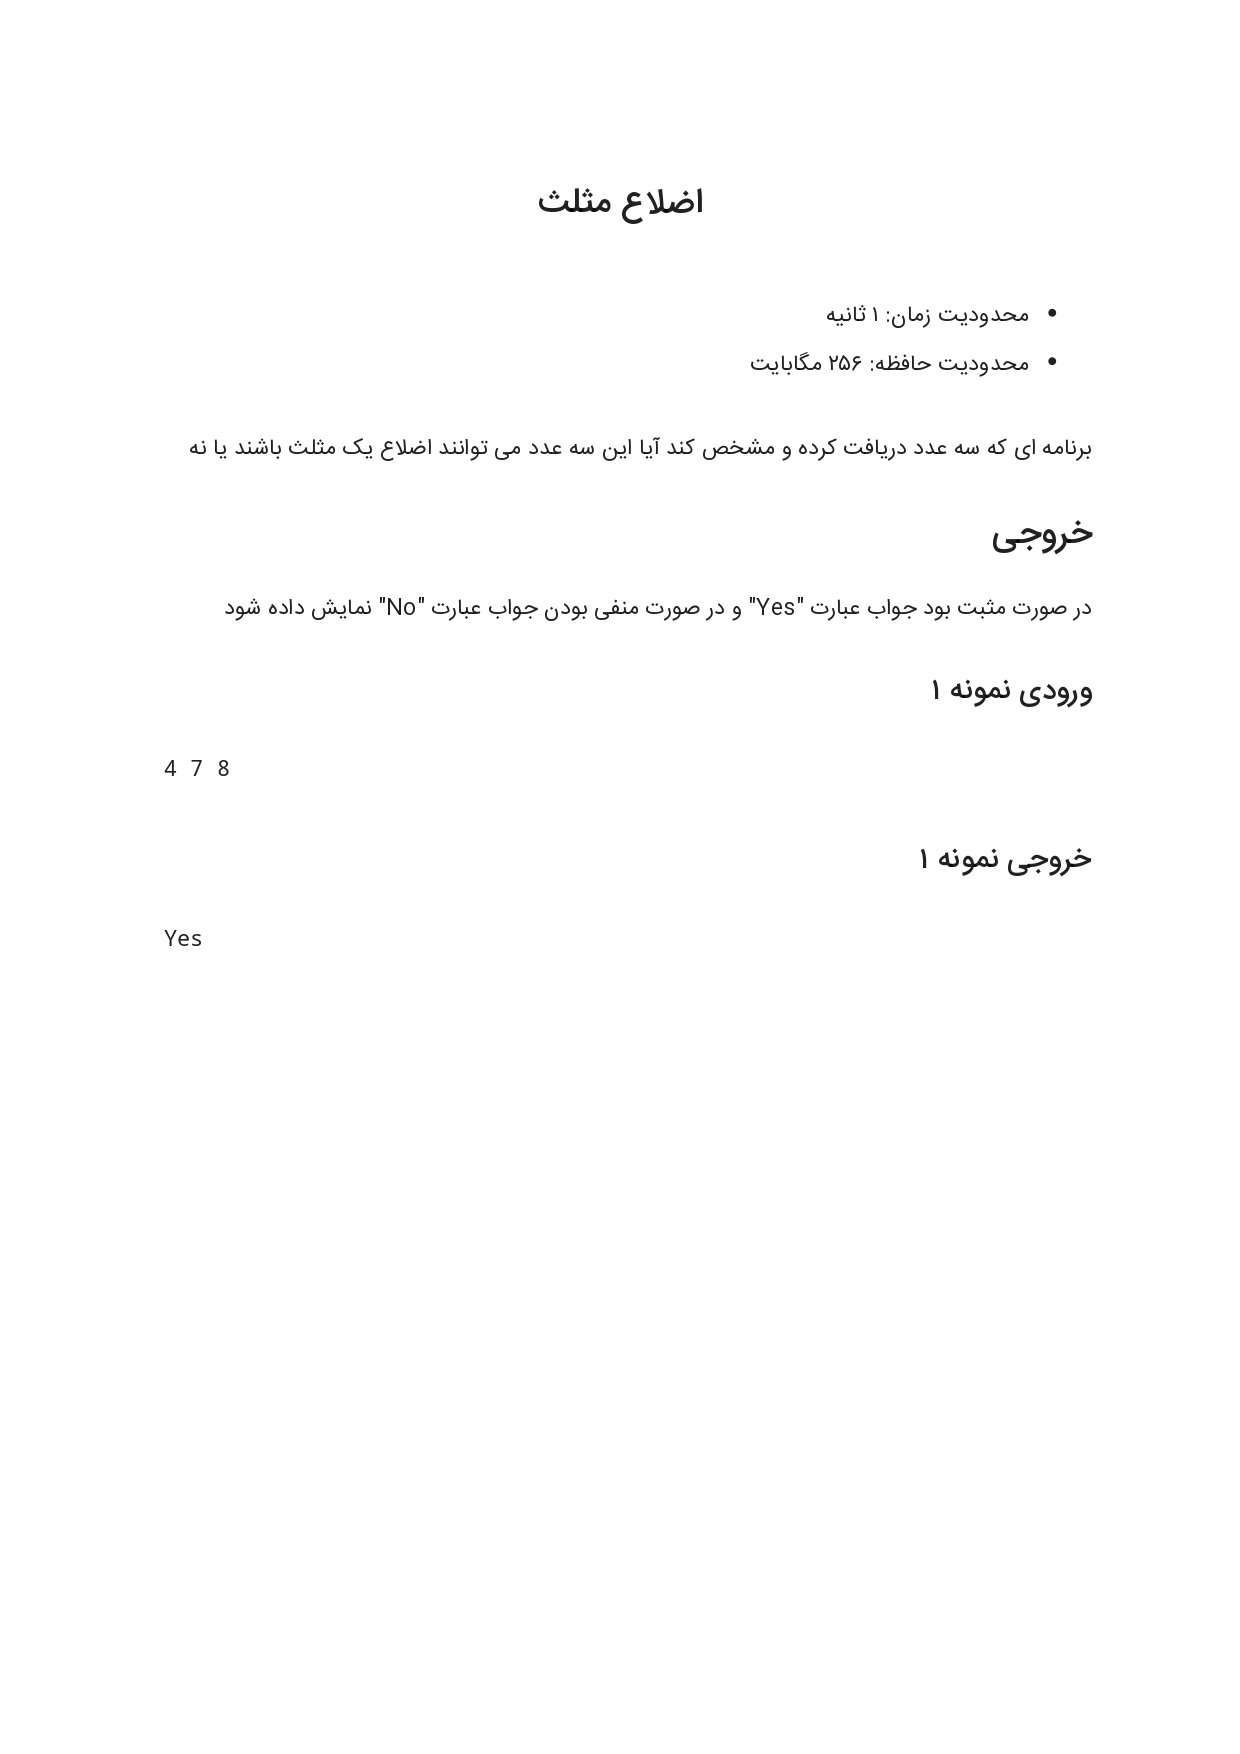 اضلاع مثلث
• محدودیت زمان: ۱ ثانیه
• محدودیت حافظه: ۲۵۶ مگابایت
برنامه ای که سه عدد دریافت کرده و مشخص کند آیا این سه عدد می توانند اضلاع یک مثلث باشند یا نه
خروجی
در صورت مثبت بود جواب عبارت "Yes" و در صورت منفی بودن جواب عبارت "No" نمایش داده شود
ورودی نمونه ۱
4 7 8
خروجی نمونه ۱
Yes